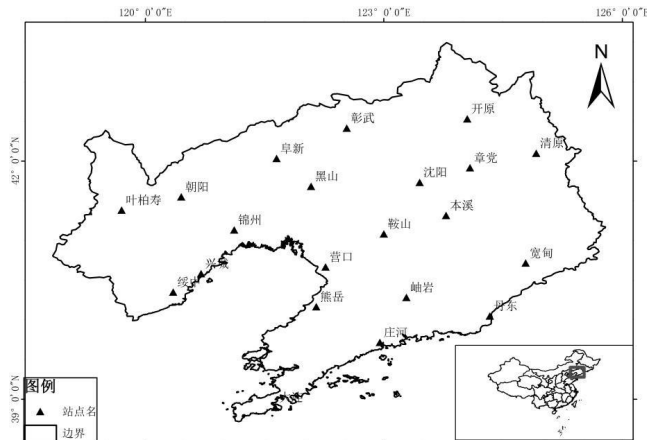 120° 0′0″E
123° 0′0″E
126° 0′0″E
N
开原
彰武
清原
42° 0′0″N
阜新
章党
黑山
沈阳
朝阳
叶柏寿
本溪
锦州
鞍山
宽甸
营口
兴城
绥中
岫岩
熊岳
丹东
庄河
图例
站点名
边界
39° 0′0″N